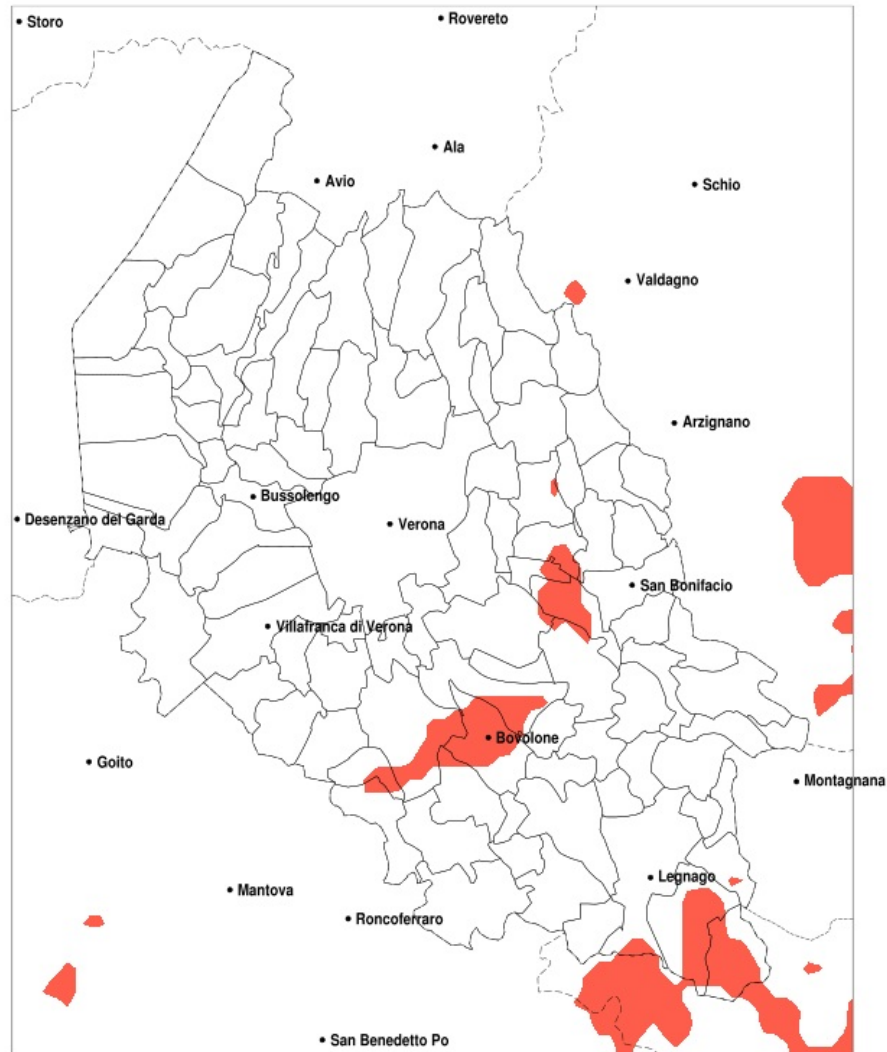 Storo
Rovereto
Ala
Avio
Schio
Valdagno
Arzignano
Bussolengo
Desenzano del Garda
Verona
San Bonifacio
Villafranca di Verona
Bovolone
Goito
Montagnana
Legnago
Mantova
Roncoferraro
San Benedetto Po